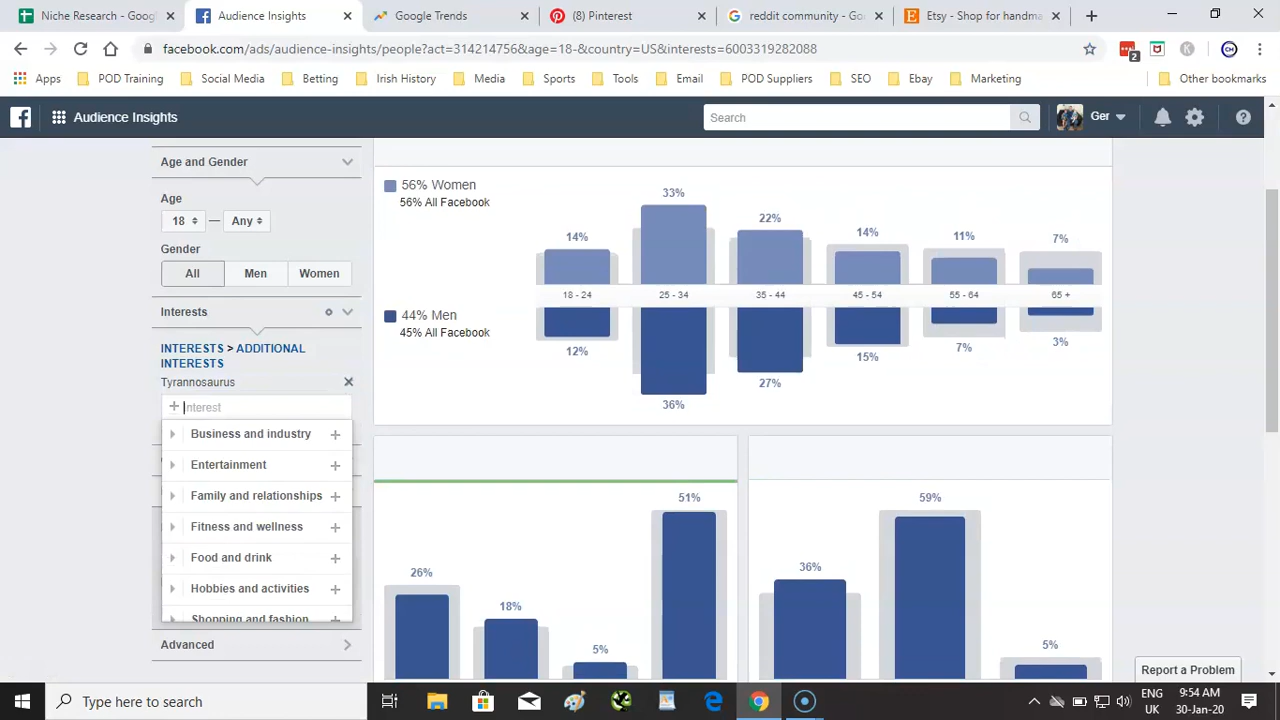 Niche Research - Goog
Audience Insights
Google Trends
(8) Pinterest
reddit community - Go
Etsy - Shop for handma
facebook.com/ads/audience-insights/people?act=314214756&age=18-&country=US&interests=6003319282088
2
CH
Apps
POD Training
Social Media
Betting
Irish History
Media
Sports
Tools
Email
POD Suppliers
SEO
Ebay
Marketing
Other bookmarks
Audience Insights
Search
Ger
Age and Gender
Age
18 — Any
Gender
All Men Women
Interests
INTERESTS > ADDITIONAL
INTERESTS
Tyrannosaurus
Interest
Business and industry
Entertainment
Family and relationships
Fitness and wellness
Food and drink
Hobbies and activities
Shopping and fashion
Advanced
56% Women
56% All Facebook
44% Men
45% All Facebook
14% 33% 22% 14% 11% 7%
18 - 24 25 - 34 35 - 44 45 - 54 55 - 64 65 +
12% 36% 27% 15% 7% 3%
26% 18% 5% 51%
36% 59% 5%
Report a Problem
Type here to search
ENG
UK
9:54 AM
30-Jan-20